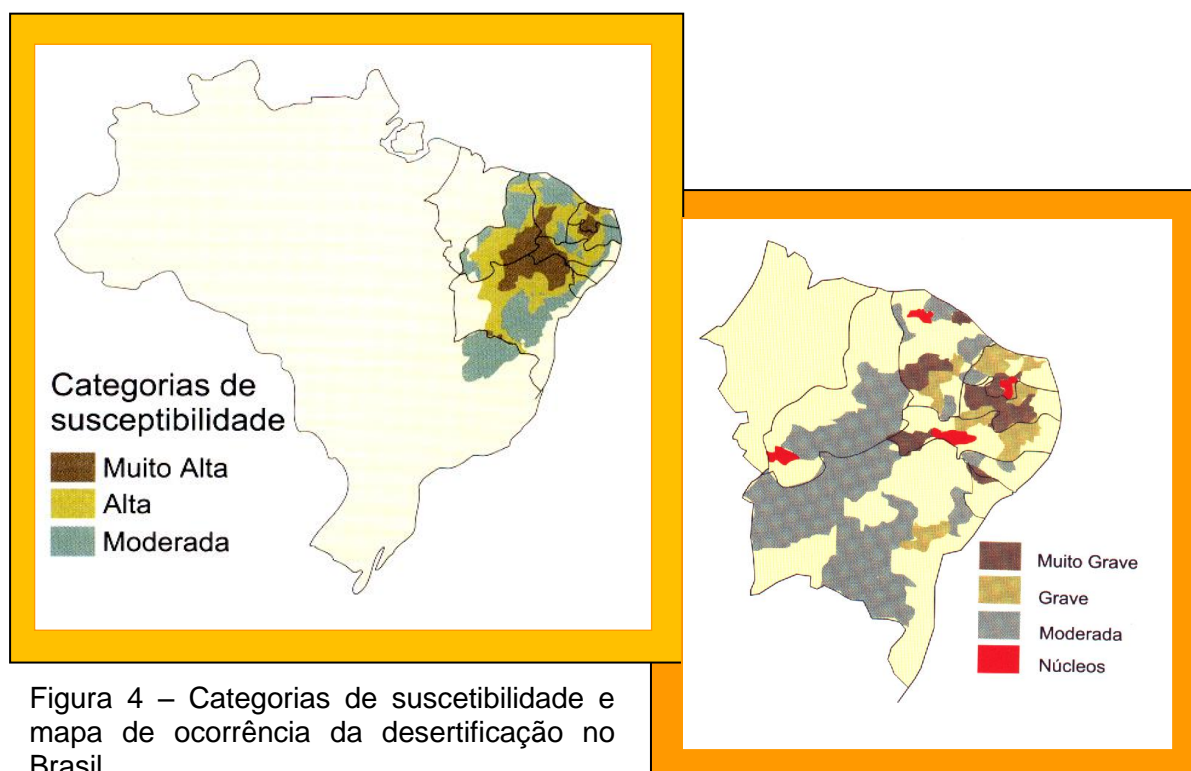 Categorias de
susceptibilidade
Muito Alta
Alta
Moderada
Muito Grave
Grave
Moderada
Núcleos
Figura 4 – Categorias de suscetibilidade e
mapa de ocorrência da desertificação no
Brasil